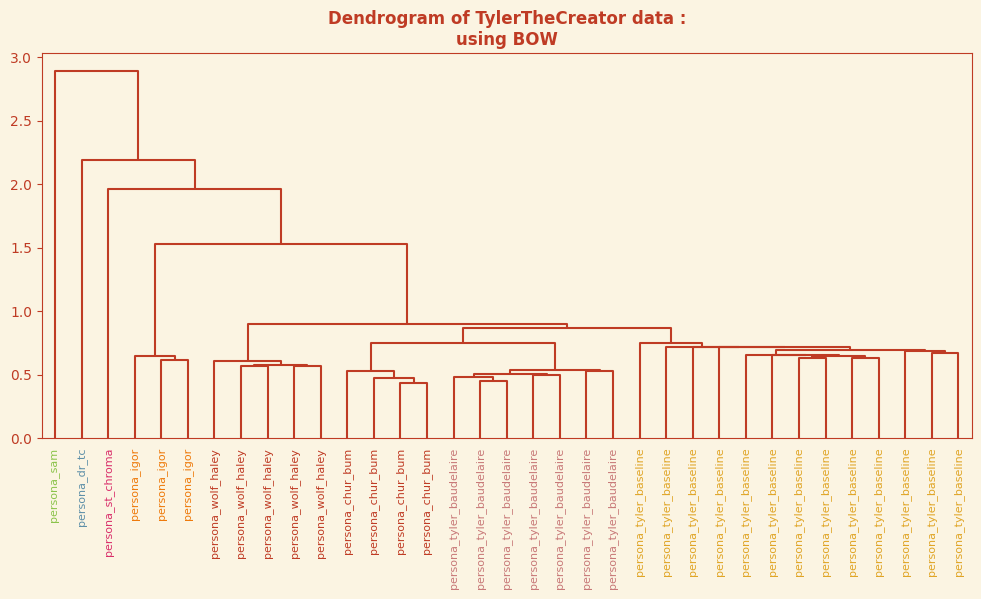 Dendrogram of TylerTheCreator data :
using BOW
3.0
2.5
2.0
1.5
1.0
0.5
0.0
persona_sam
persona_dr_tc
persona_st_chroma
persona_igor
persona_igor
persona_igor
persona_wolf_haley
persona_wolf_haley
persona_wolf_haley
persona_wolf_haley
persona_wolf_haley
persona_chur_bum
persona_chur_bum
persona_chur_bum
persona_chur_bum
persona_tyler_baudelaire
persona_tyler_baudelaire
persona_tyler_baudelaire
persona_tyler_baudelaire
persona_tyler_baudelaire
persona_tyler_baudelaire
persona_tyler_baudelaire
persona_tyler_baseline
persona_tyler_baseline
persona_tyler_baseline
persona_tyler_baseline
persona_tyler_baseline
persona_tyler_baseline
persona_tyler_baseline
persona_tyler_baseline
persona_tyler_baseline
persona_tyler_baseline
persona_tyler_baseline
persona_tyler_baseline
persona_tyler_baseline